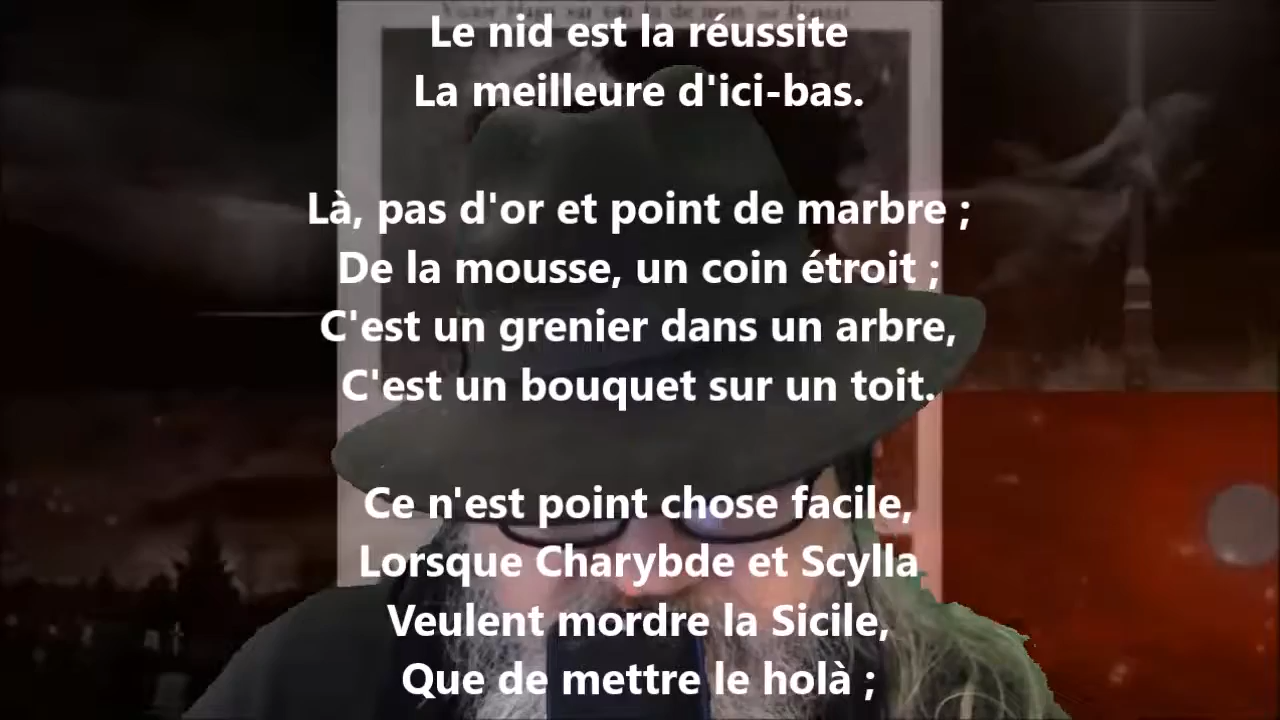 Le nid est la réussite
La meilleure d'ici-bas.
Là, pas d'or et point de marbre ;
De la mousse, un coin étroit ;
C'est un grenier dans un arbre,
C'est un bouquet sur un toit.
Ce n'est point chose facile,
Lorsque Charybde et Scylla
Veulent mordre la Sicile,
Que de mettre le holà ;